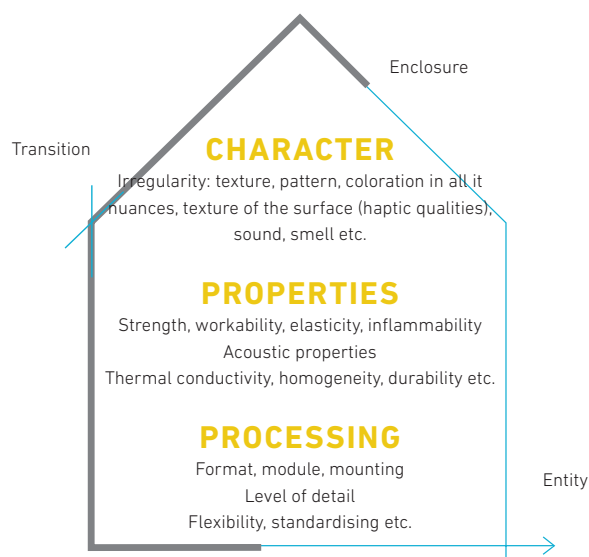 Enclosure
Transition
CHARACTER
Irregularity: texture, pattern, coloration in all it
nuances, texture of the surface (haptic qualities),
sound, smell etc.
PROPERTIES
Strength, workability, elasticity, inflammability
Acoustic properties
Thermal conductivity, homogeneity, durability etc.
PROCESSING
Format, module, mounting
Entity
Level of detail
Flexibility, standardising etc.